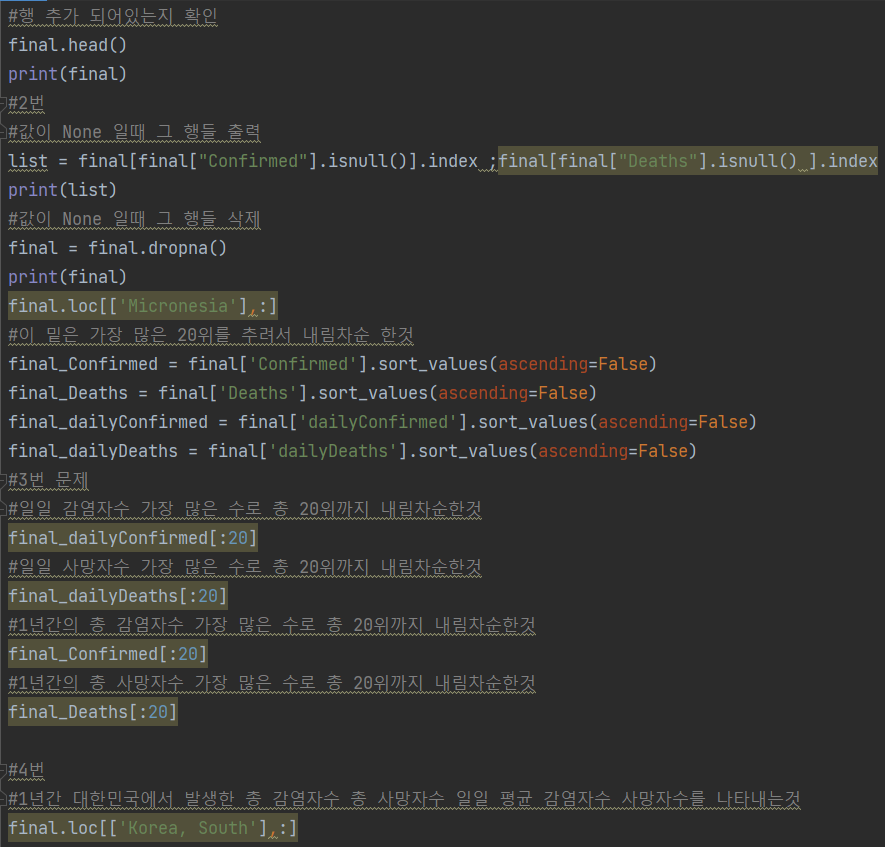 #행 추가 되어있는지 확인
final.head()
print(final)
#2번
#값이 None 일때 그 행들 출력
list = final[final["Confirmed"].isnull()].index ;final[final["Deaths"].isnull() ].index
print(list)
#값이 None 일때 그 행들 삭제
final = final.dropna()
print(final)
final.loc[['Micronesia'],:]
#이 밑은 가장 많은 20위를 추려서 내림차순 한것
final_Confirmed = final['Confirmed'].sort_values(ascending=False)
final_Deaths = final['Deaths'].sort_values(ascending=False)
final_dailyConfirmed = final['dailyConfirmed'].sort_values(ascending=False)
final_dailyDeaths = final['dailyDeaths'].sort_values(ascending=False)
#3번 문제
#일일 감염자수 가장 많은 수로 총 20위까지 내림차순한것
final_dailyConfirmed[:20]
#일일 사망자수 가장 많은 수로 총 20위까지 내림차순한것
final_dailyDeaths[:20]
#1년간의 총 감염자수 가장 많은 수로 총 20위까지 내림차순한것
final_Confirmed[:20]
#1년간의 총 사망자수 가장 많은 수로 총 20위까지 내림차순한것
final_Deaths[:20]
#4번
#1년간 대한민국에서 발생한 총 감염자수 총 사망자수 일일 평균 감염자수 사망자수를 나타내는것
final.loc[['Korea, South'],:]